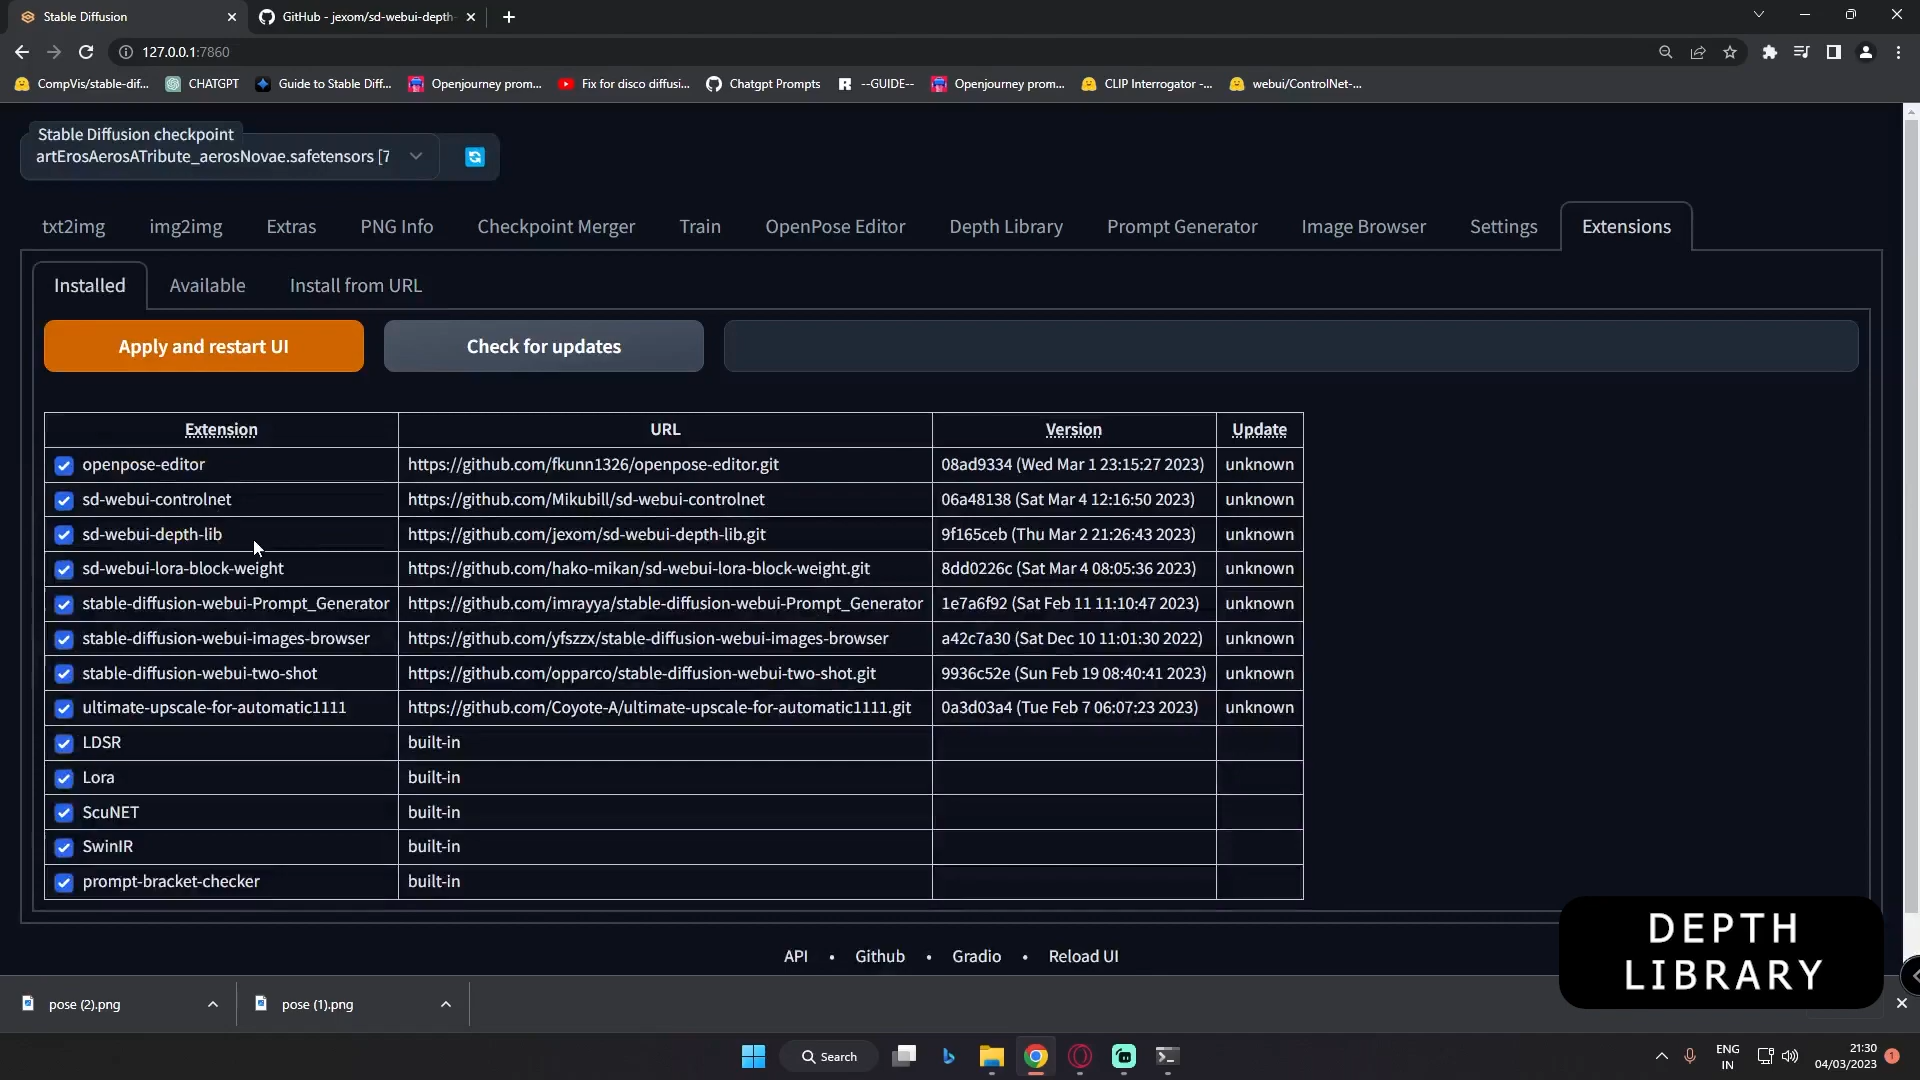 Stable Diffusion
GitHub - jexom/sd-webui-depth-
127.0.0.1:7860
CompVis/stable-dif...
CHATGPT
Guide to Stable Diff...
Openjourney prom...
Fix for disco diffusi...
Chatgpt Prompts
--GUIDE--
Openjourney prom...
CLIP Interrogator -...
webui/ControlNet-...
Stable Diffusion checkpoint
artErosAerosATribute_aerosNovae.safetensors [7
txt2img
img2img
Extras
PNG Info
Checkpoint Merger
Train
OpenPose Editor
Depth Library
Prompt Generator
Image Browser
Settings
Extensions
Installed
Available
Install from URL
Apply and restart UI
Check for updates
Extension URL Version Update
openpose-editor https://github.com/fkunn1326/openpose-editor.git 08ad9334 (Wed Mar 1 23:15:27 2023) unknown
sd-webui-controlnet https://github.com/Mikubill/sd-webui-controlnet 06a48138 (Sat Mar 4 12:16:50 2023) unknown
sd-webui-depth-lib https://github.com/jexom/sd-webui-depth-lib.git 9f165ceb (Thu Mar 2 21:26:43 2023) unknown
sd-webui-lora-block-weight https://github.com/hako-mikan/sd-webui-lora-block-weight.git 8dd0226c (Sat Mar 4 08:05:36 2023) unknown
stable-diffusion-webui-Prompt_Generator https://github.com/imrayya/stable-diffusion-webui-Prompt_Generator 1e7a6f92 (Sat Feb 11 11:10:47 2023) unknown
stable-diffusion-webui-images-browser https://github.com/yfszzx/stable-diffusion-webui-images-browser a42c7a30 (Sat Dec 10 11:01:30 2022) unknown
stable-diffusion-webui-two-shot https://github.com/opparco/stable-diffusion-webui-two-shot.git 9936c52e (Sun Feb 19 08:40:41 2023) unknown
ultimate-upscale-for-automatic1111 https://github.com/Coyote-A/ultimate-upscale-for-automatic1111.git 0a3d03a4 (Tue Feb 7 06:07:23 2023) unknown
LDSR built-in
Lora built-in
ScuNET built-in
SwinIR built-in
prompt-bracket-checker built-in
API • Github • Gradio • Reload UI
DEPTH
LIBRARY
pose (2).png
pose (1).png
Search
ENG
IN
21:30
04/03/2023
1